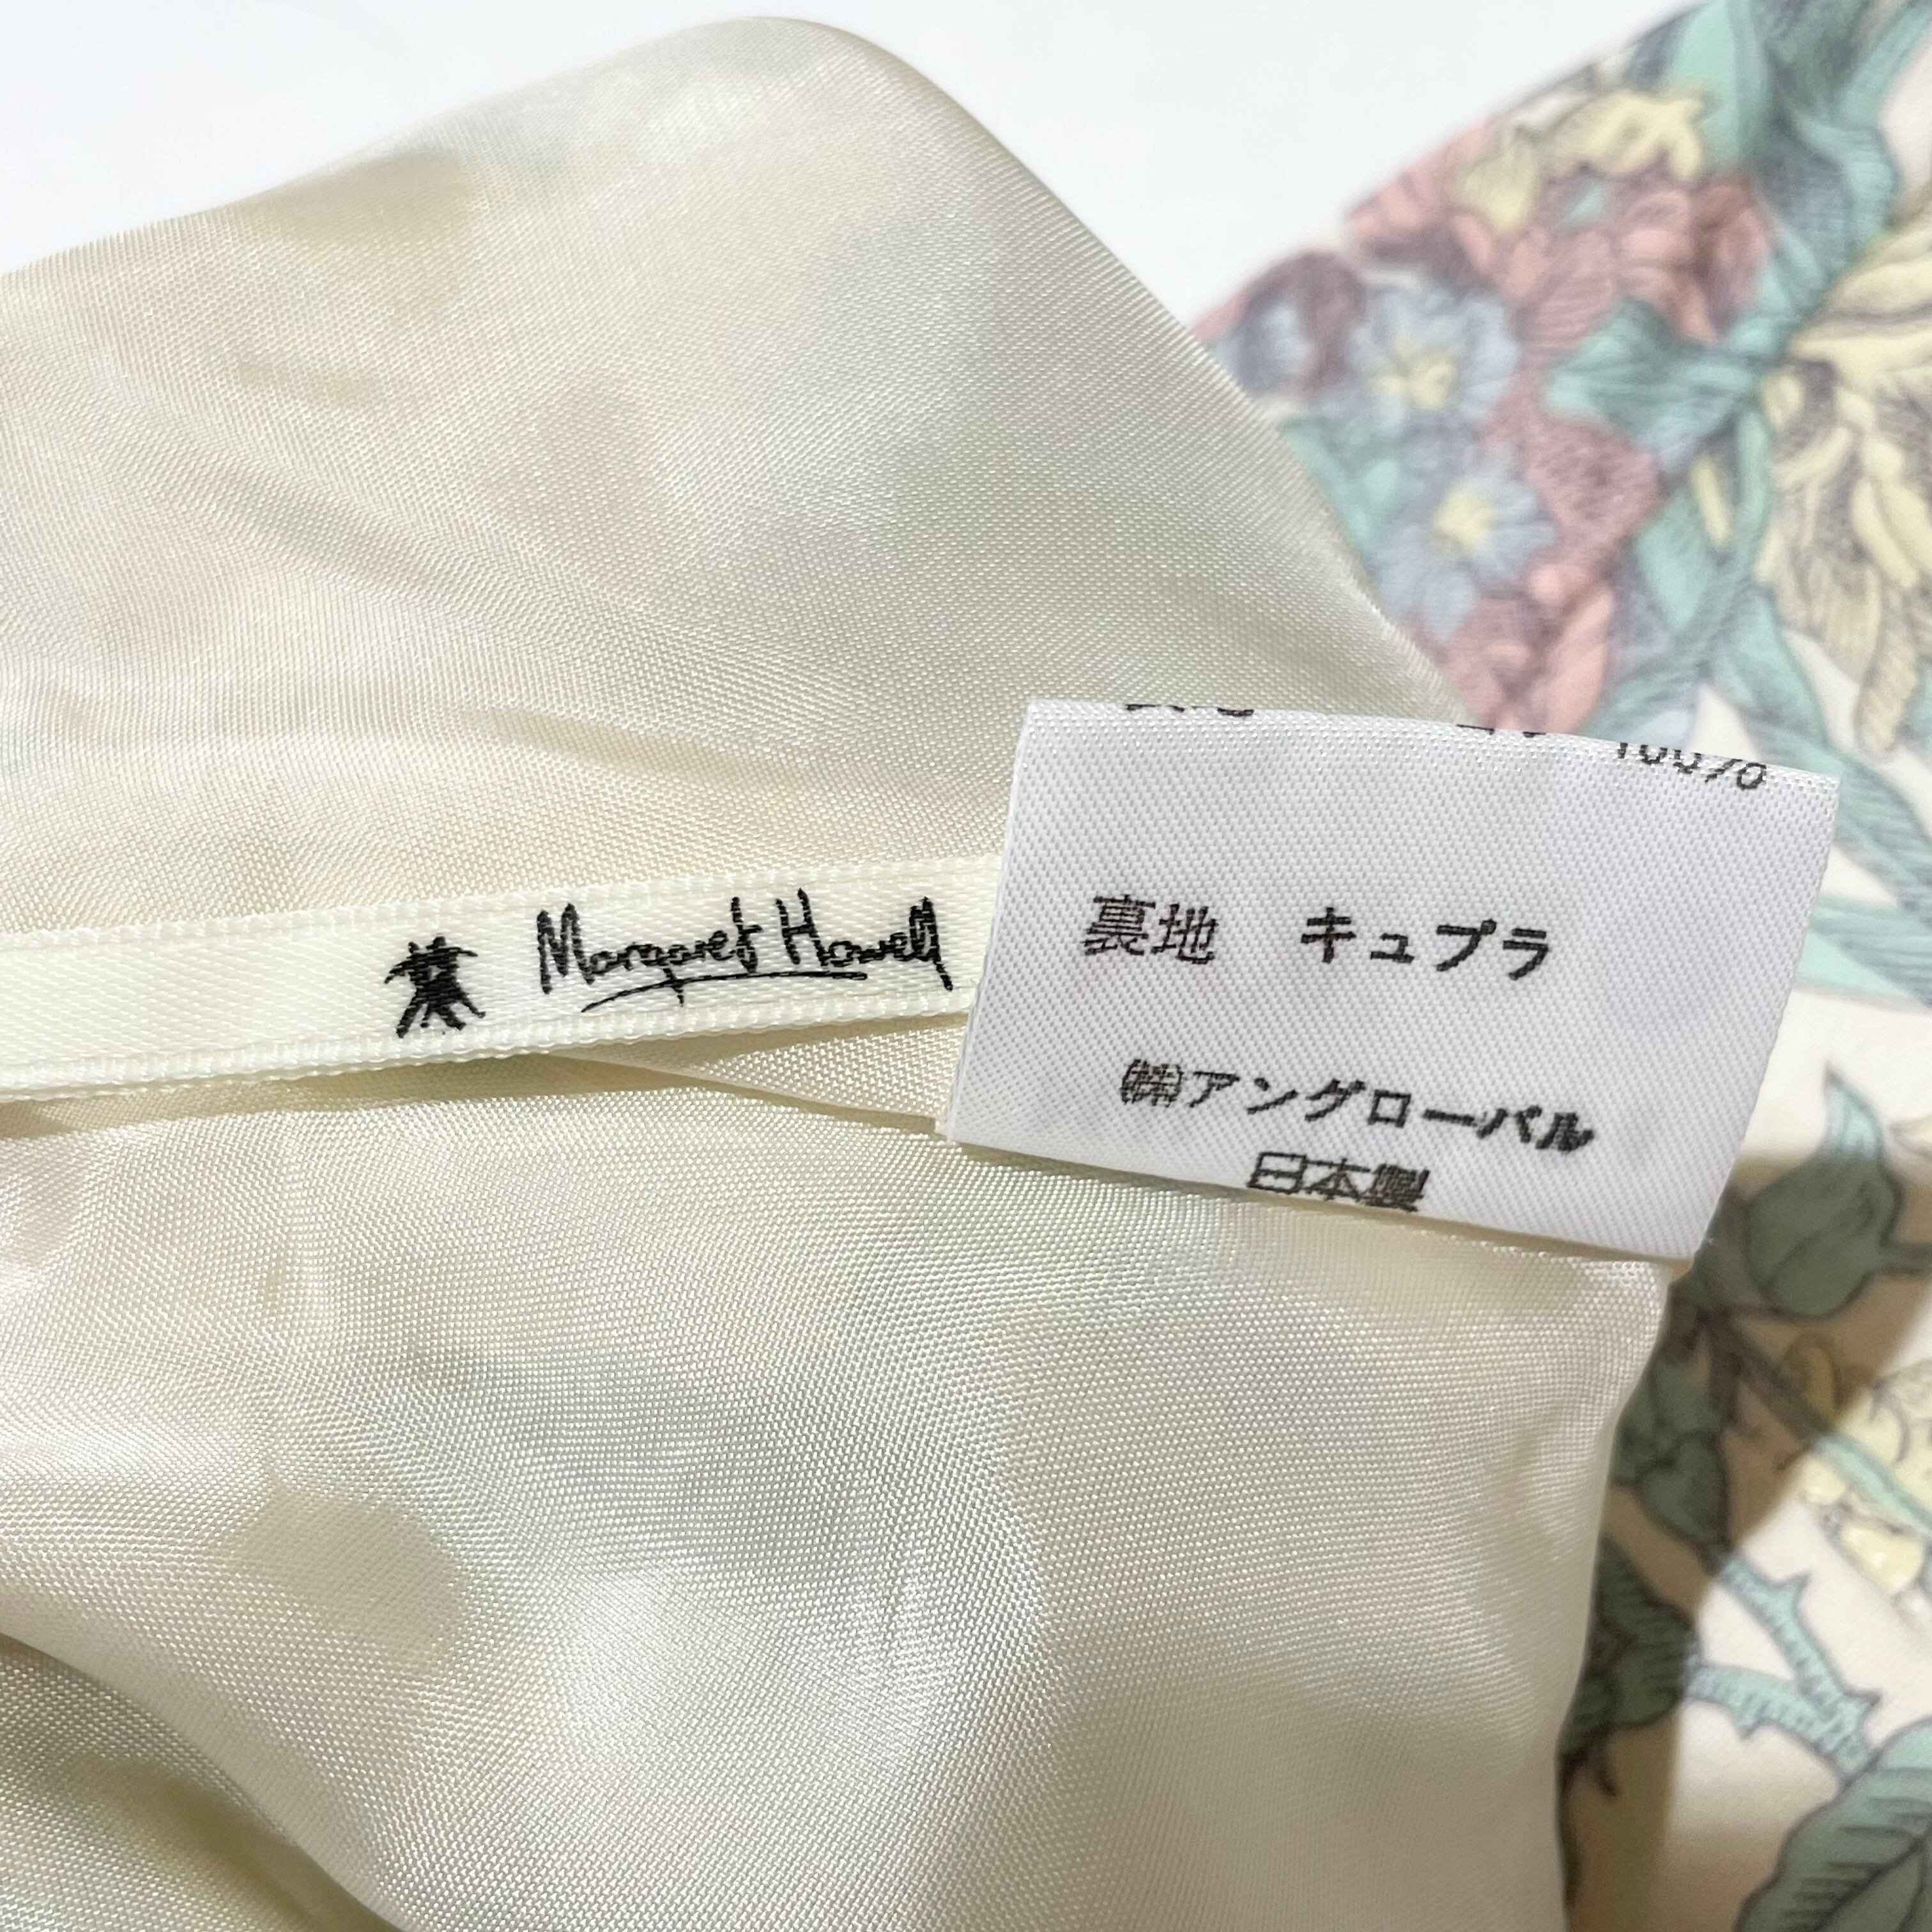 Margaret Howell
100%
裏地 キュプラ
㈱アングローバル
日本製